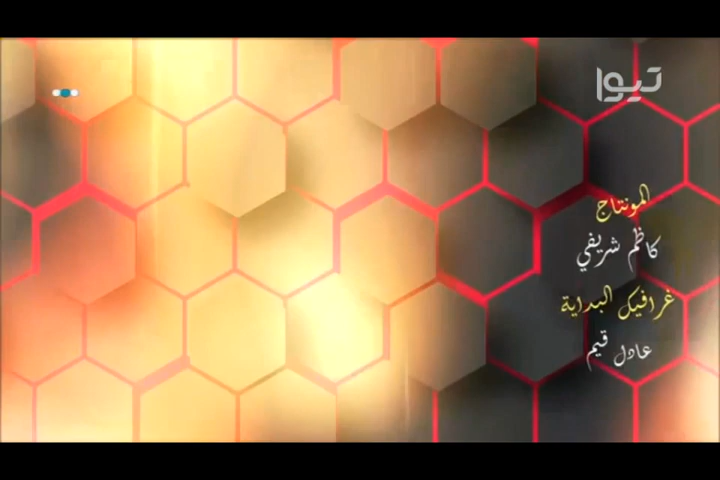 تيوا
المونتاج
كاظم شريفي
غرافيك البداية
عادل قيم